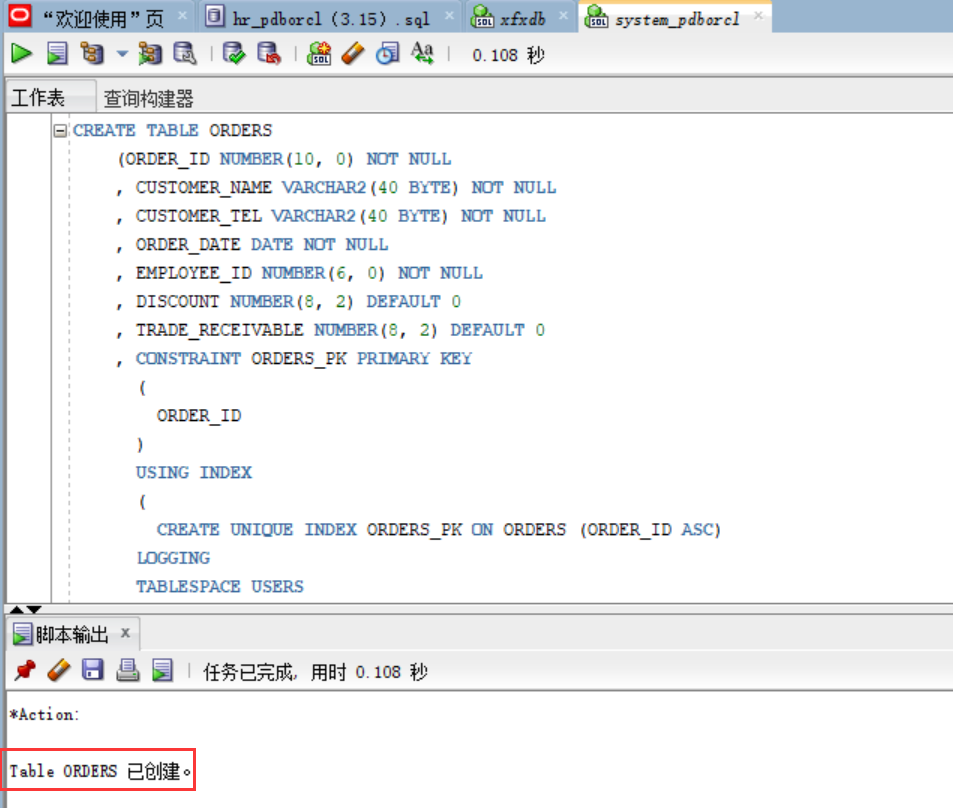 “欢迎使用”页 hr_pdborcl (3.15).sql xfxdb system_pdborcl
0.108 秒
工作表 查询构建器
CREATE TABLE ORDERS
(ORDER_ID NUMBER(10, 0) NOT NULL
, CUSTOMER_NAME VARCHAR2(40 BYTE) NOT NULL
, CUSTOMER_TEL VARCHAR2(40 BYTE) NOT NULL
, ORDER_DATE DATE NOT NULL
, EMPLOYEE_ID NUMBER(6, 0) NOT NULL
, DISCOUNT NUMBER(8, 2) DEFAULT 0
, TRADE_RECEIVABLE NUMBER(8, 2) DEFAULT 0
, CONSTRAINT ORDERS_PK PRIMARY KEY
(
ORDER_ID
)
USING INDEX
(
CREATE UNIQUE INDEX ORDERS_PK ON ORDERS (ORDER_ID ASC)
LOGGING
TABLESPACE USERS
脚本输出 x
任务已完成, 用时 0.108 秒
*Action:
Table ORDERS 已创建。